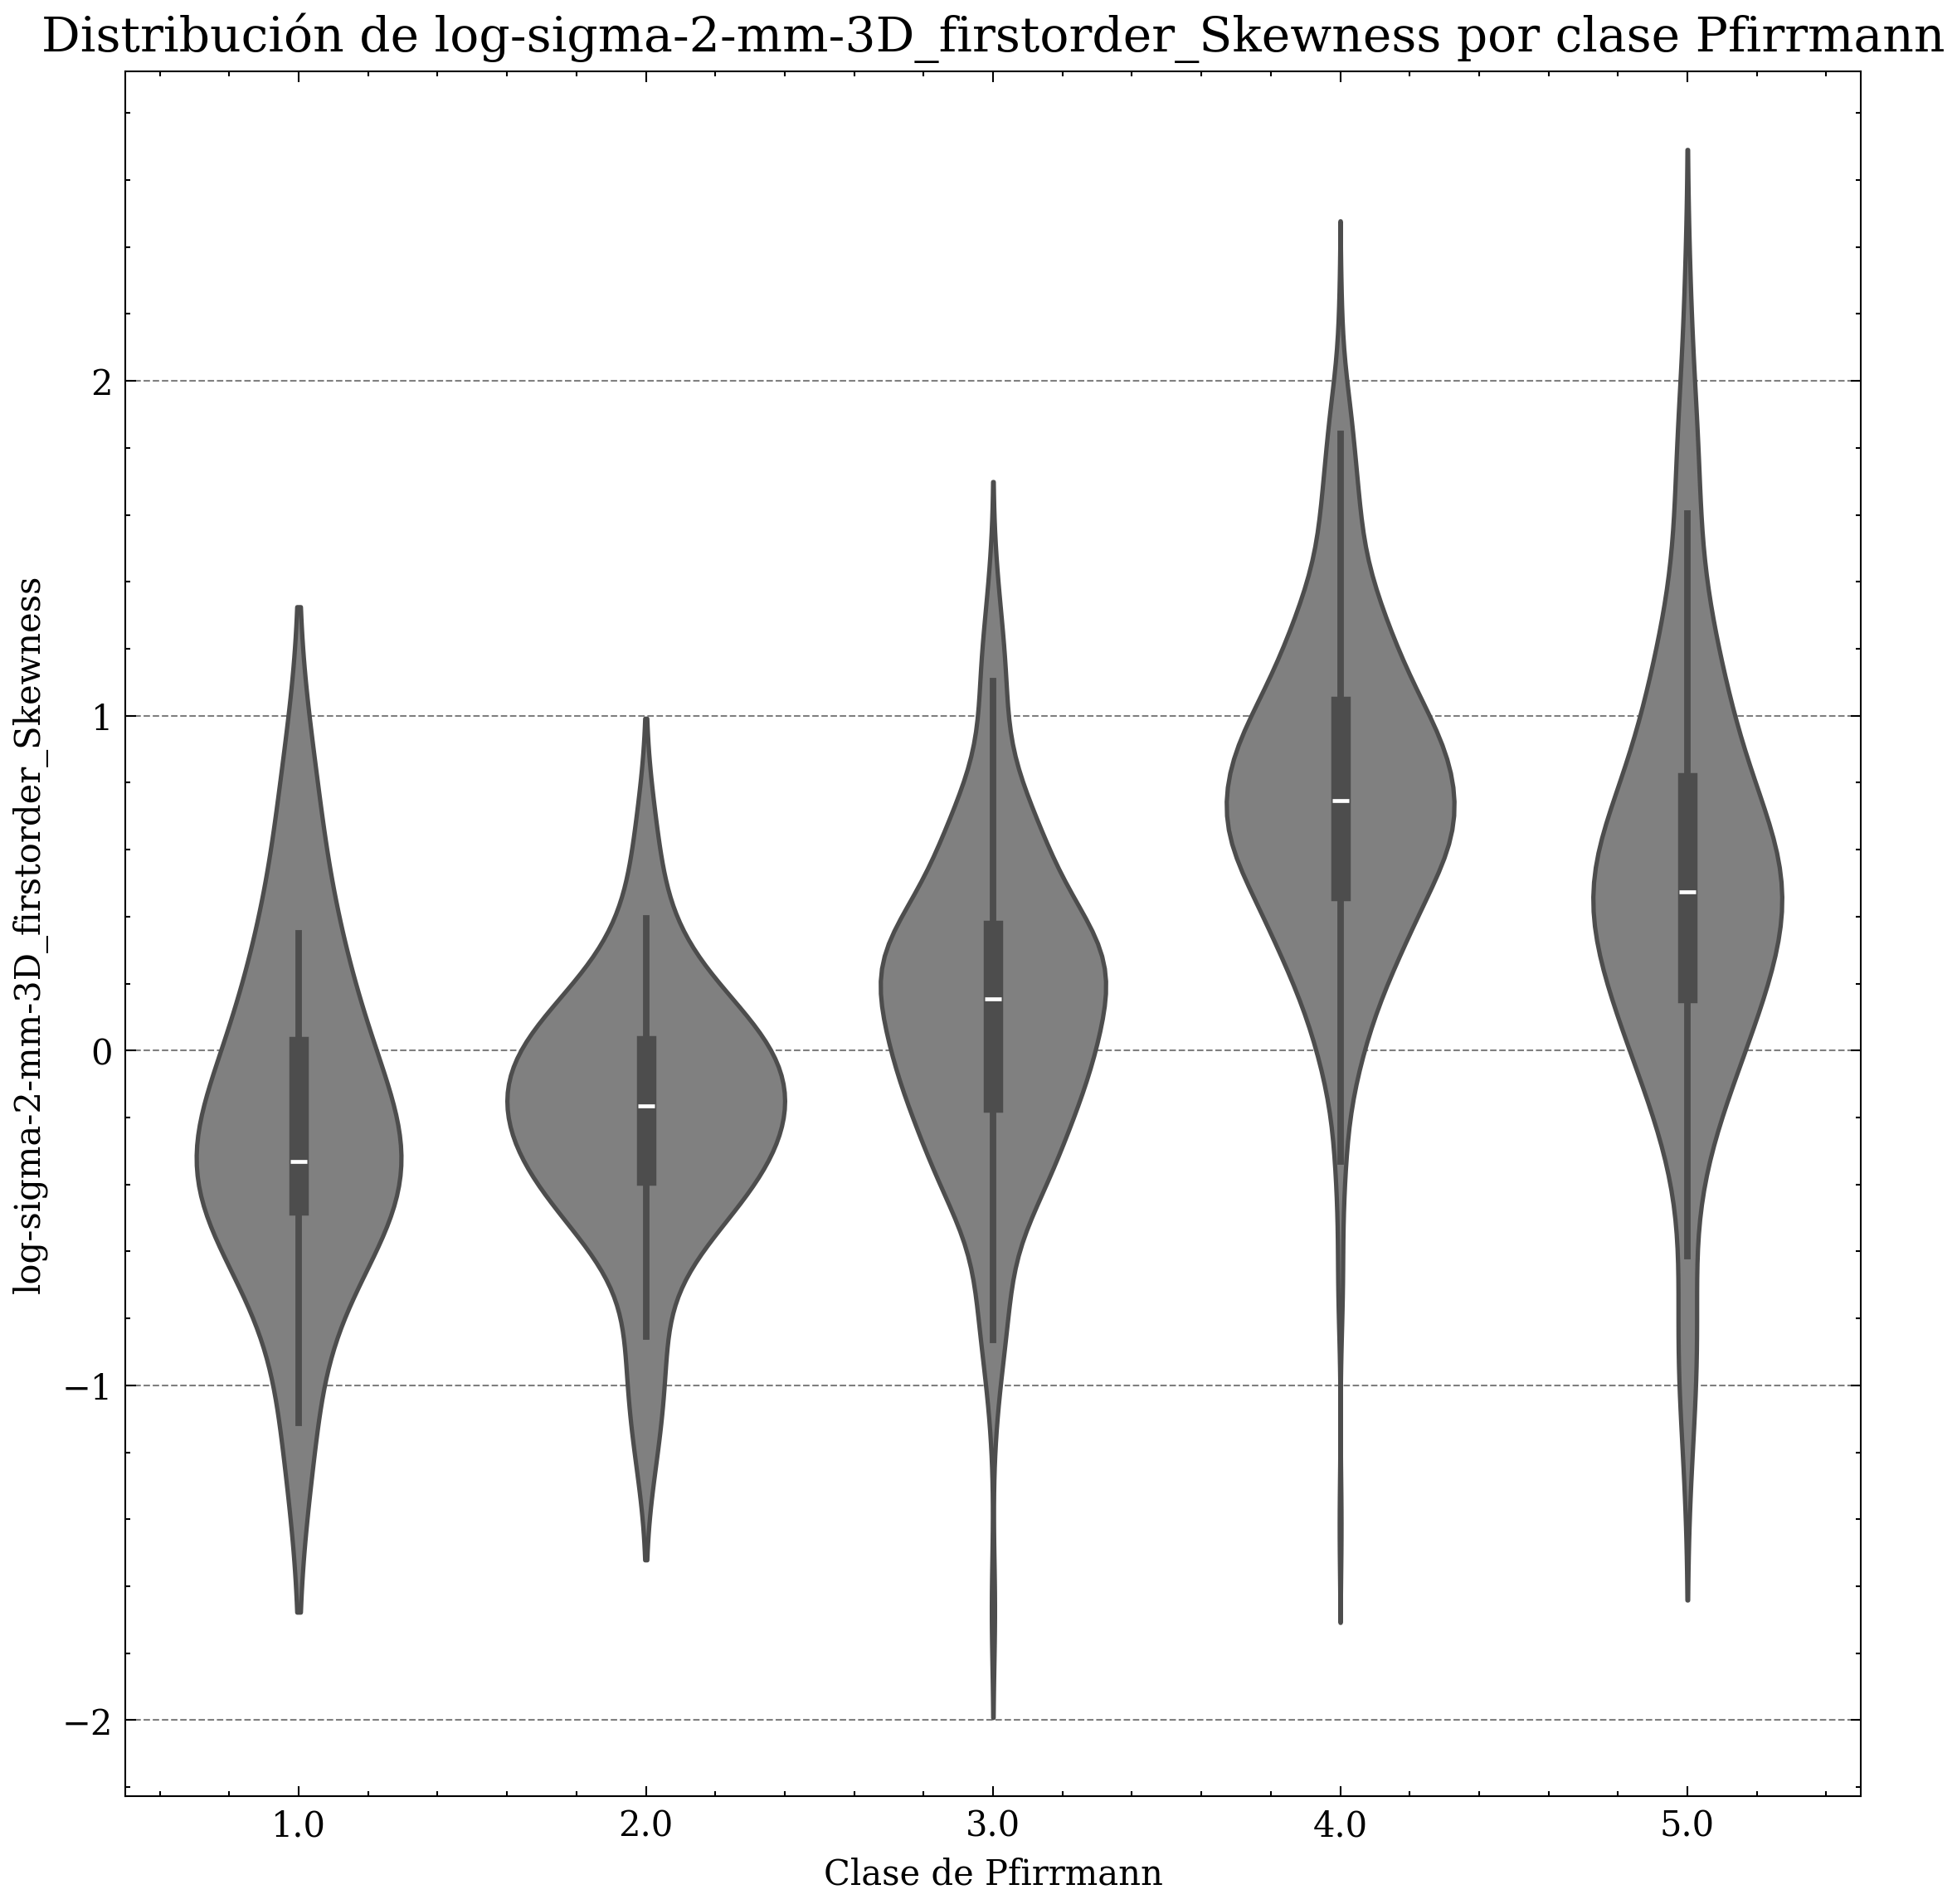 Distribución de log-sigma-2-mm-3D_firstorder_Skewness por clase Pfirrmann
log-sigma-2-mm-3D_firstorder_Skewness
2
1
0
−1
−2
1.0 2.0 3.0 4.0 5.0
Clase de Pfirrmann